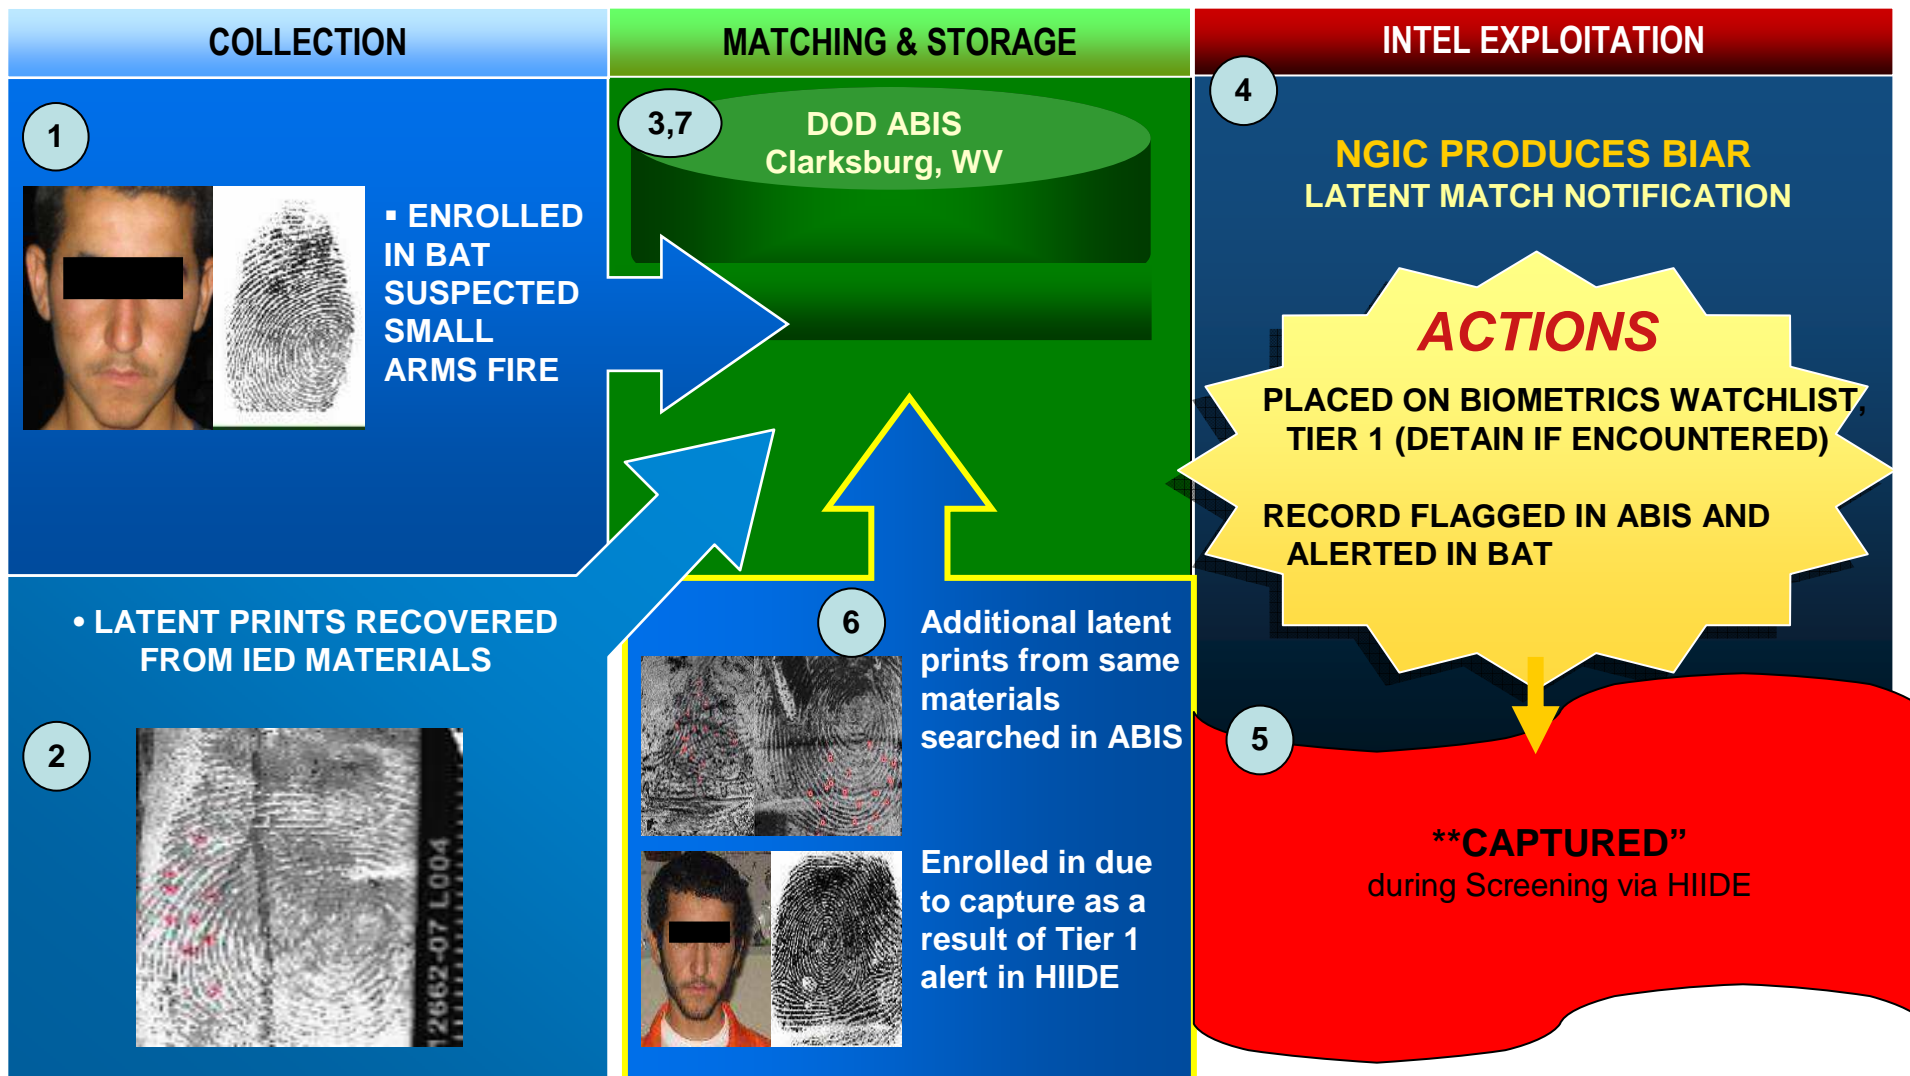 COLLECTION
MATCHING & STORAGE
INTEL EXPLOITATION
1
▪ ENROLLED
IN BAT
SUSPECTED
SMALL
ARMS FIRE
• LATENT PRINTS RECOVERED
FROM IED MATERIALS
2
12662-07 L004
3,7
DOD ABIS
Clarksburg, WV
6
Additional latent
prints from same
materials
searched in ABIS
Enrolled in due
to capture as a
result of Tier 1
alert in HIIDE
4
NGIC PRODUCES BIAR
LATENT MATCH NOTIFICATION
ACTIONS
PLACED ON BIOMETRICS WATCHLIST,
TIER 1 (DETAIN IF ENCOUNTERED)
RECORD FLAGGED IN ABIS AND
ALERTED IN BAT
5
**CAPTURED”
during Screening via HIIDE